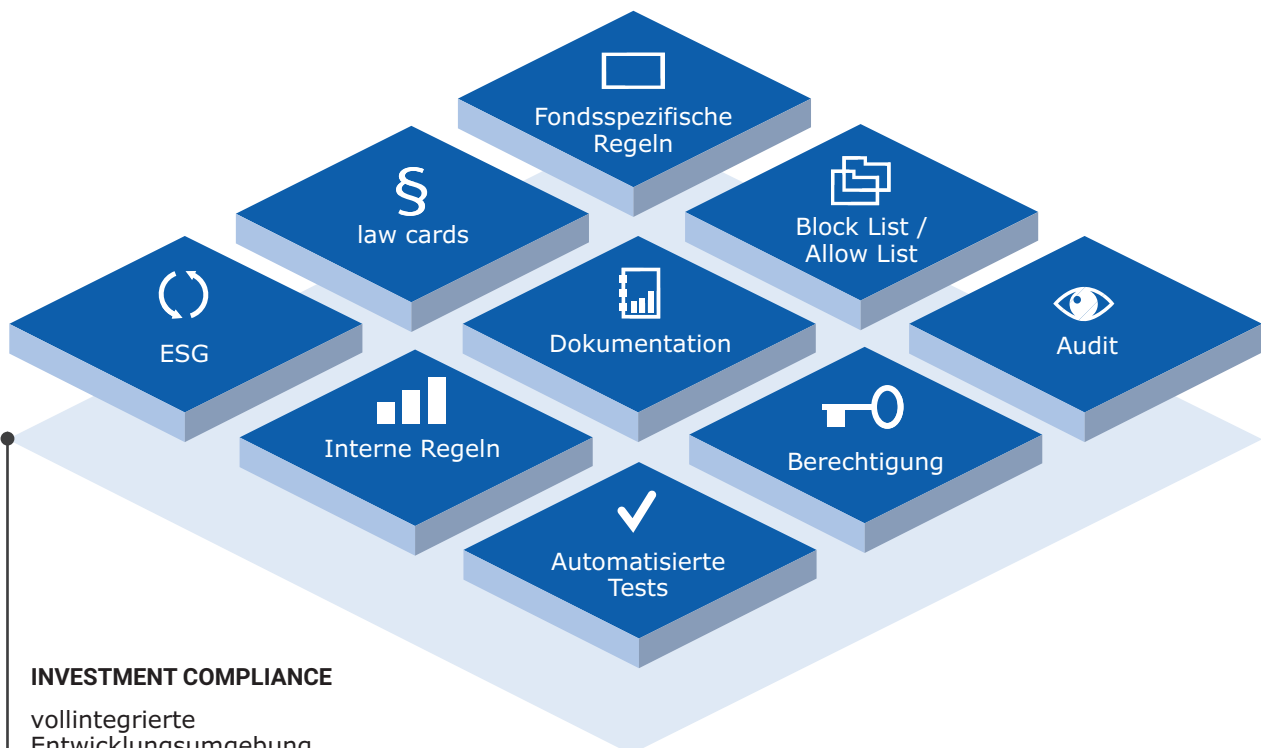 Fondsspezifische
Regeln
§
law cards
Block List /
Allow List
ESG
Dokumentation
Audit
Interne Regeln
Berechtigung
Automatisierte
Tests
INVESTMENT COMPLIANCE
vollintegrierte
Entwicklungsumgebung